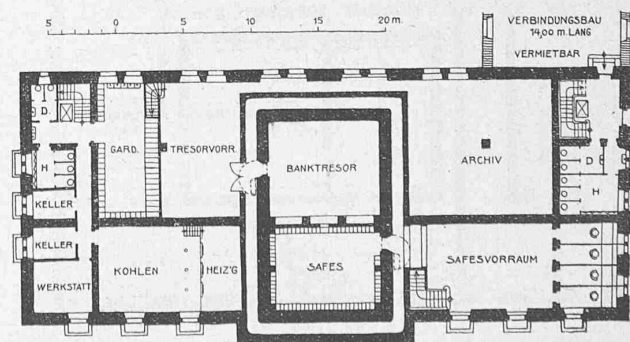 5 0 5 10 15 20 m.
VERBINDUNGSBAU
14,00 m. LANG
VERMIETBAR
D.
GARD.
TRESORVORR.
H
BANKTRESOR
ARCHIV
D
H
KELLER
KELLER
KOHLEN
HEIZ'G
SAFES
SAFESVORRAUM
WERKSTATT